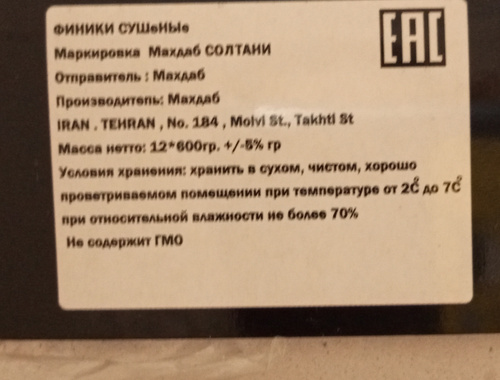 ФИНИКИ СУШеНЫе
Маркировка Махдаб СОЛТАНИ
EAC
Отправитель : Махдаб
Производитель: Махдаб
IRAN . TEHRAN , No. 184 , Molvi St., Takhti St
Масса нетто: 12*600гр. +/-5% гр
Условия хранения: хранить в сухом, чистом, хорошо
проветриваемом помещении при температуре от 2C̊ до 7C̊
при относительной влажности не более 70%
Не содержит ГМО